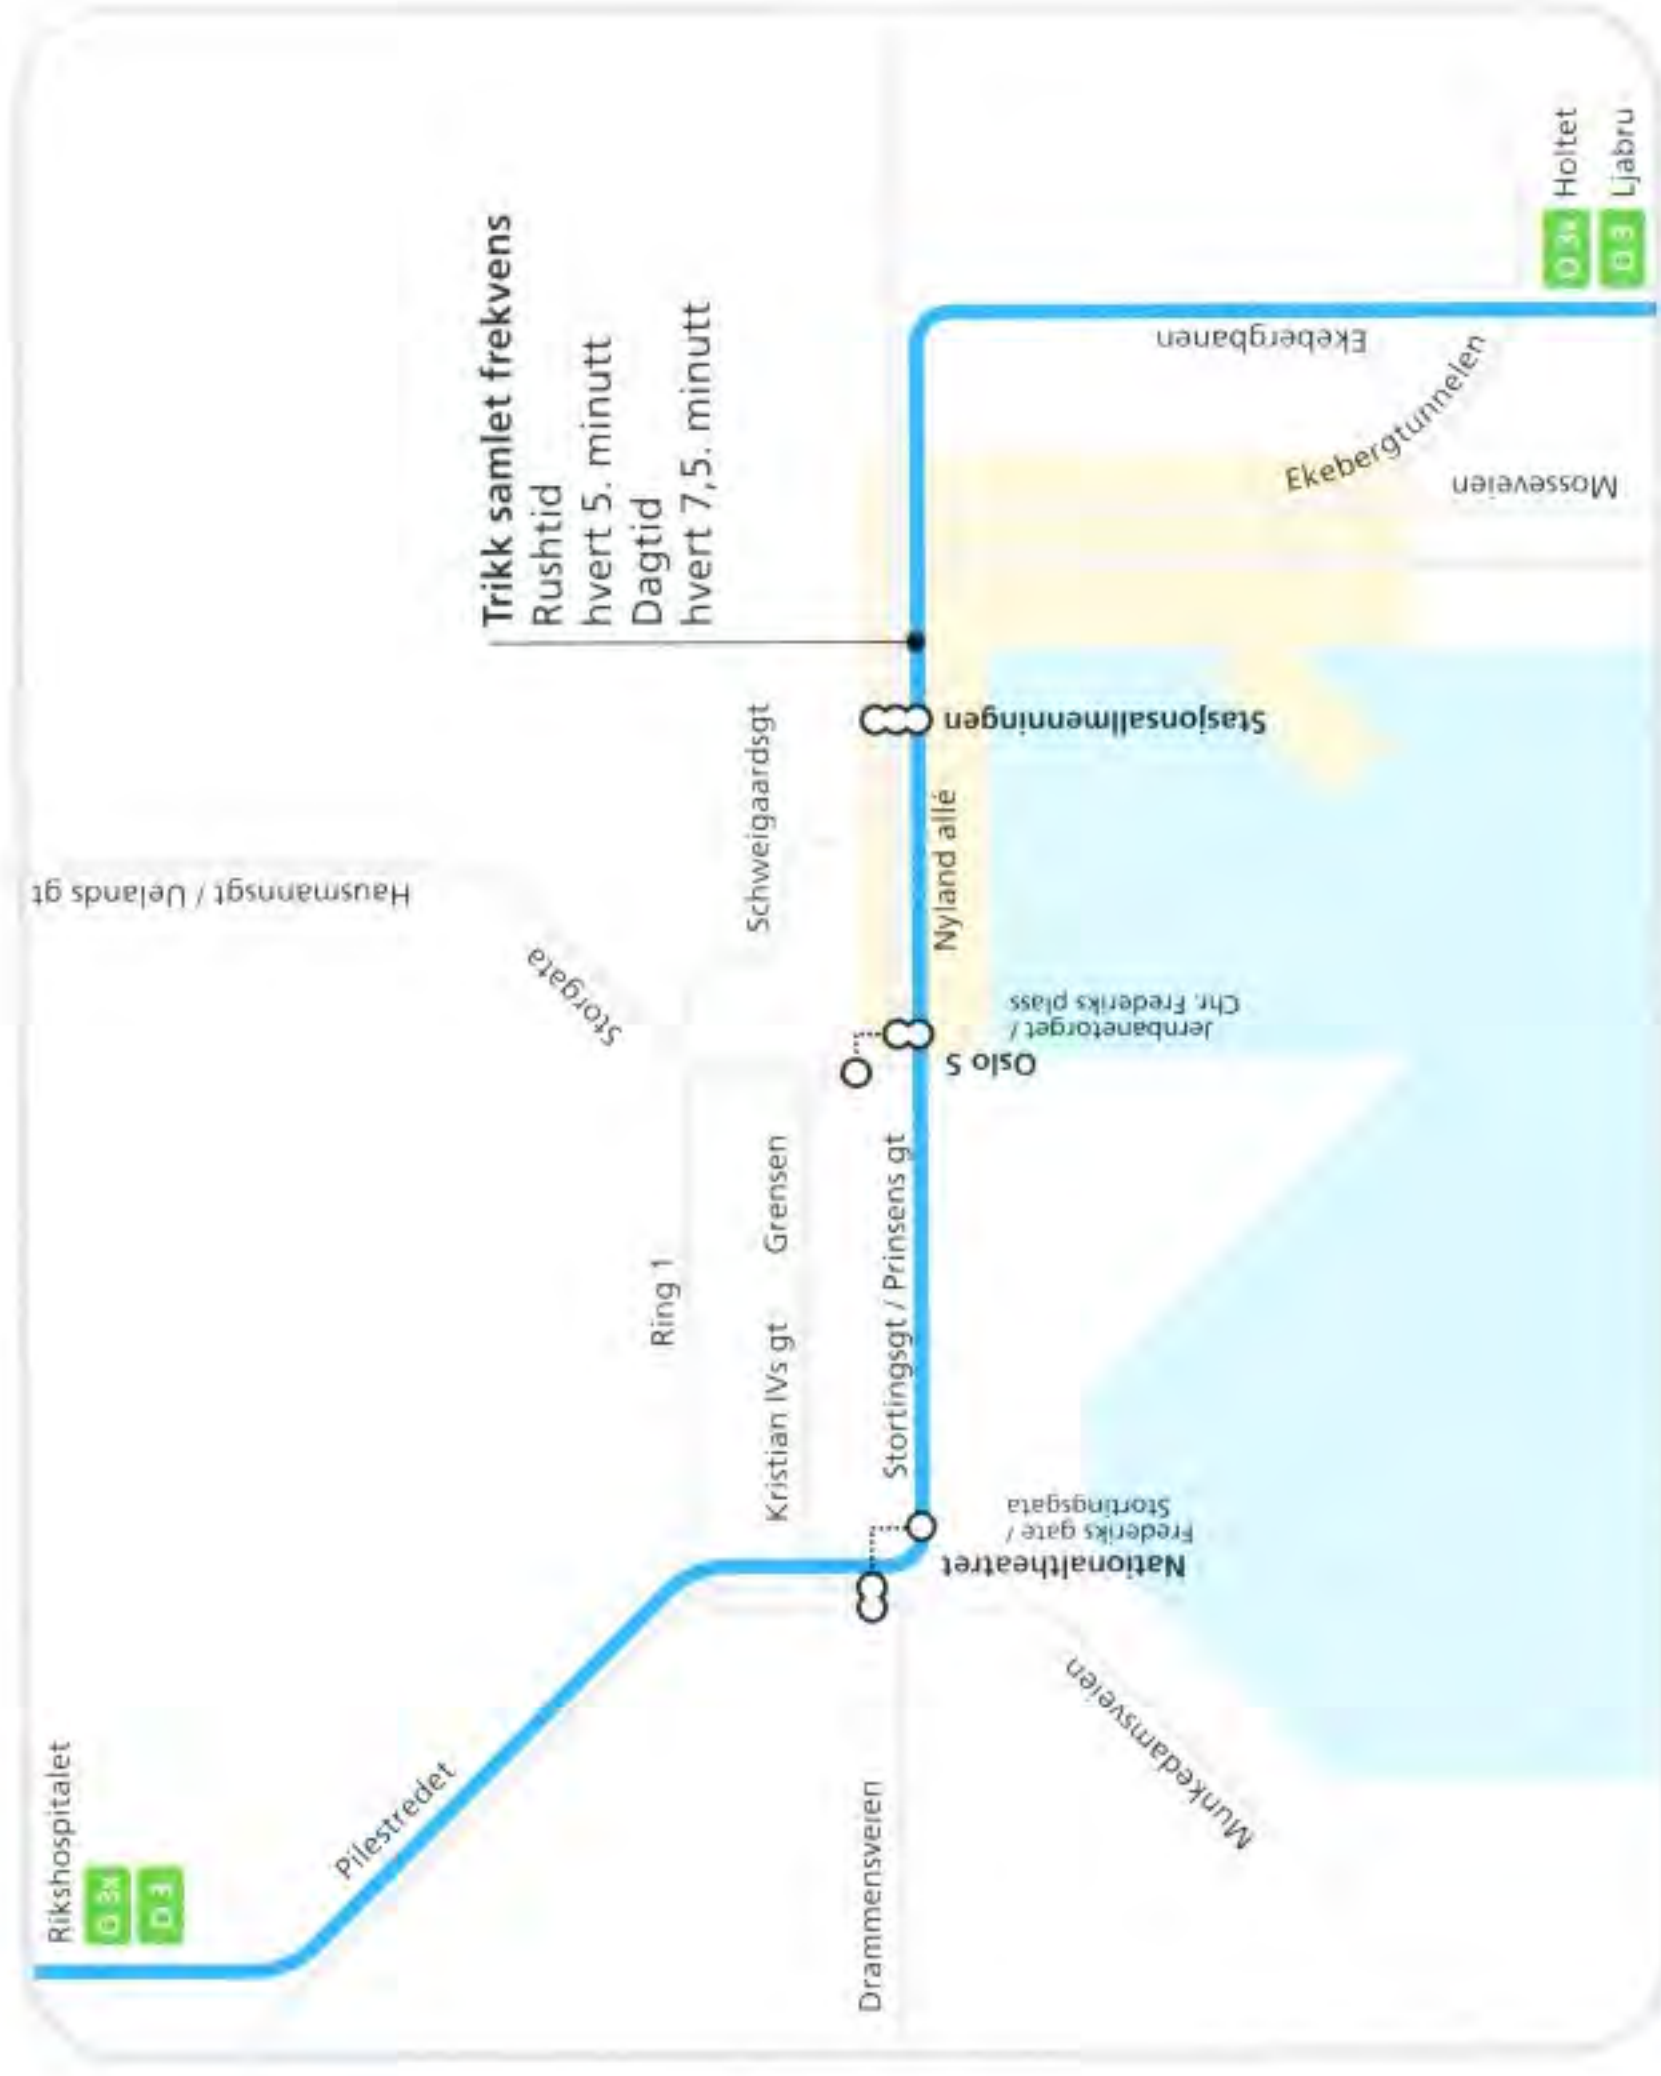 Rikshospitalet
O 3x
O 3
Hausmannsgt / Uelands gt
Pilestredet
Storgata
Trikk samlet frekvens
Rushtid
hvert 5. minutt
Dagtid
hvert 7,5. minutt
Ring 1
Schweigaardsgt
Kristian IVs gt
Grensen
Drammensveien
Stortingsgt / Prinsens gt
Nyland allé
Nationaltheatret
Frederiks gate /
Stortingsgata
Oslo S
Jernbanetorget /
Chr. Frederiks plass
Stasjonsallmenningen
Munkedamsveien
Ekebergbanen
Ekebergtunnelen
Mosseveien
O 3x Holtet
O 3 Ljabru